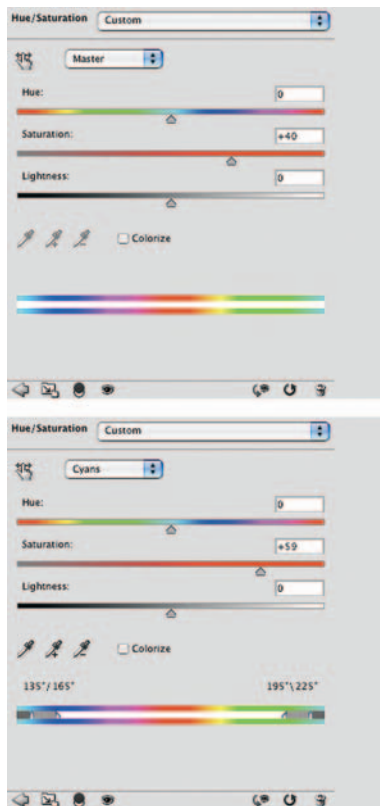 Hue/Saturation Custom
Master
Hue: 0
Saturation: +40
Lightness: 0
Colorize
Hue/Saturation Custom
Cyans
Hue: 0
Saturation: +59
Lightness: 0
Colorize
135°/165° 195°\225°